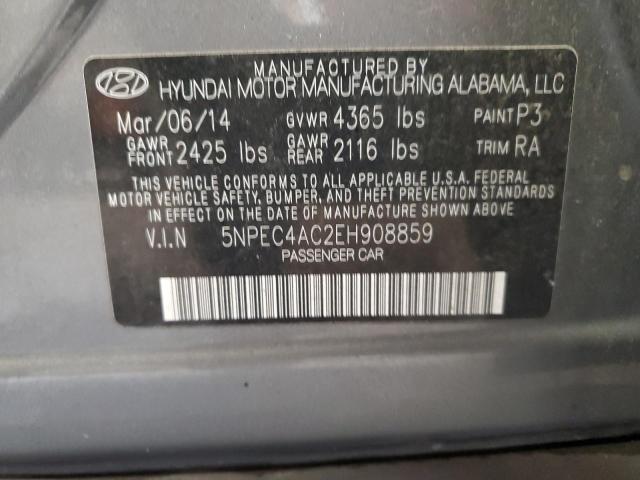 MANUFACTURED BY
HYUNDAI MOTOR MANUFACTURING ALABAMA, LLC
Mar/06/14 GVWR 4365 lbs PAINT P3
GAWR FRONT 2425 lbs GAWR REAR 2116 lbs TRIM RA
THIS VEHICLE CONFORMS TO ALL APPLICABLE U.S.A. FEDERAL
MOTOR VEHICLE SAFETY, BUMPER, AND THEFT PREVENTION STANDARDS
IN EFFECT ON THE DATE OF MANUFACTURE SHOWN ABOVE.
V.I.N 5NPEC4AC2EH908859
PASSENGER CAR